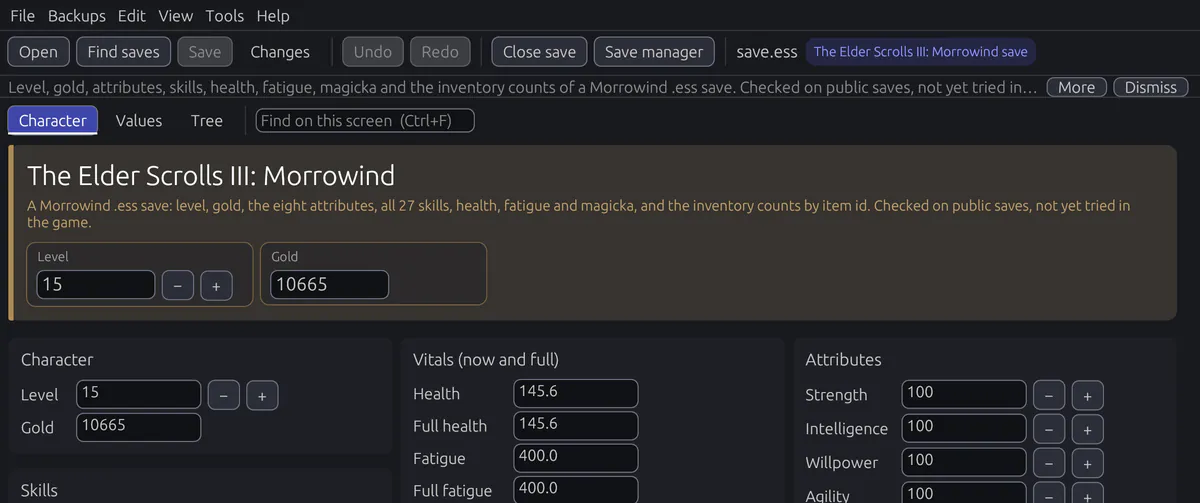 File Backups Edit View Tools Help
Open Find saves Save Changes Undo Redo Close save Save manager save.ess The Elder Scrolls III: Morrowind save
Level, gold, attributes, skills, health, fatigue, magicka and the inventory counts of a Morrowind .ess save. Checked on public saves, not yet tried in... More Dismiss
Character Values Tree Find on this screen (Ctrl+F)
The Elder Scrolls III: Morrowind
A Morrowind .ess save: level, gold, the eight attributes, all 27 skills, health, fatigue and magicka, and the inventory counts by item id. Checked on public saves, not yet tried in
the game.
Level
15 − +
Gold
10665
Character
Level 15 − +
Gold 10665
Skills
Vitals (now and full)
Health 145.6
Full health 145.6
Fatigue 400.0
Full fatigue 400.0
Attributes
Strength 100 − +
Intelligence 100 − +
Willpower 100 − +
Agility 100 − +